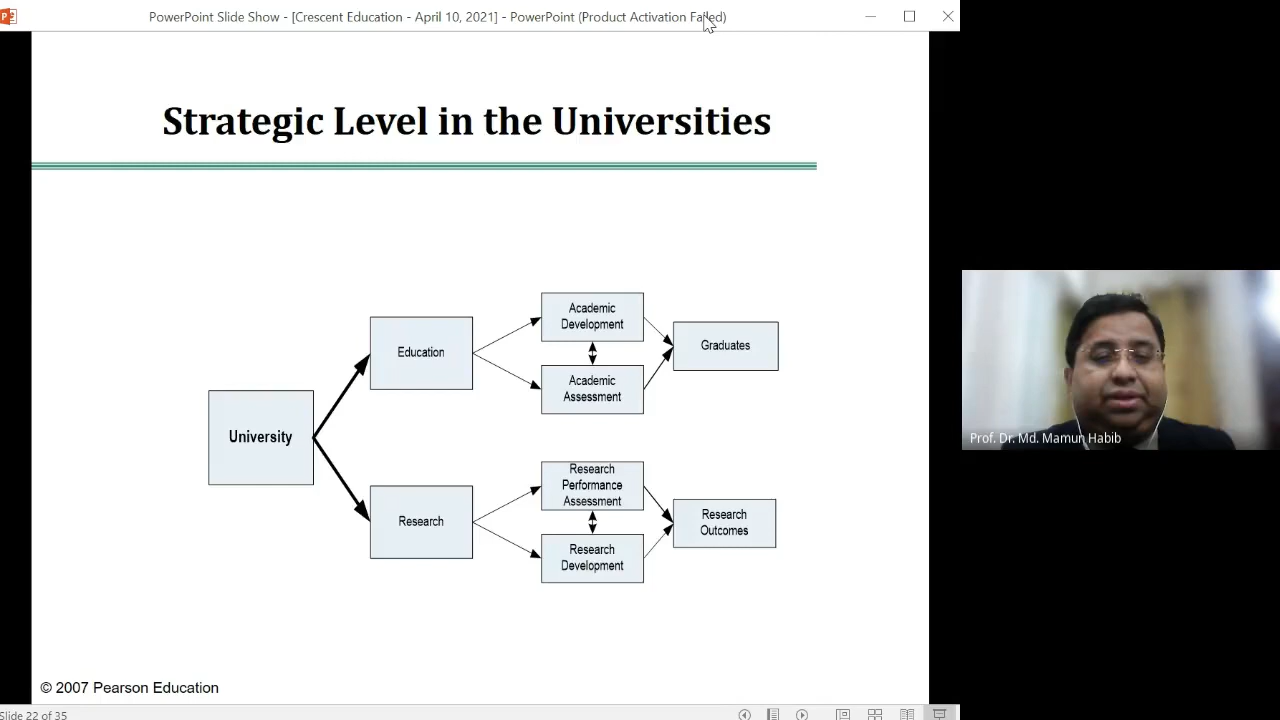 PowerPoint Slide Show - [Crescent Education - April 10, 2021] - PowerPoint (Product Activation Failed)
Strategic Level in the Universities
University
Education
Academic
Development
Academic
Assessment
Graduates
Research
Research
Performance
Assessment
Research
Development
Research
Outcomes
© 2007 Pearson Education
Slide 22 of 35
Prof. Dr. Md. Mamun Habib